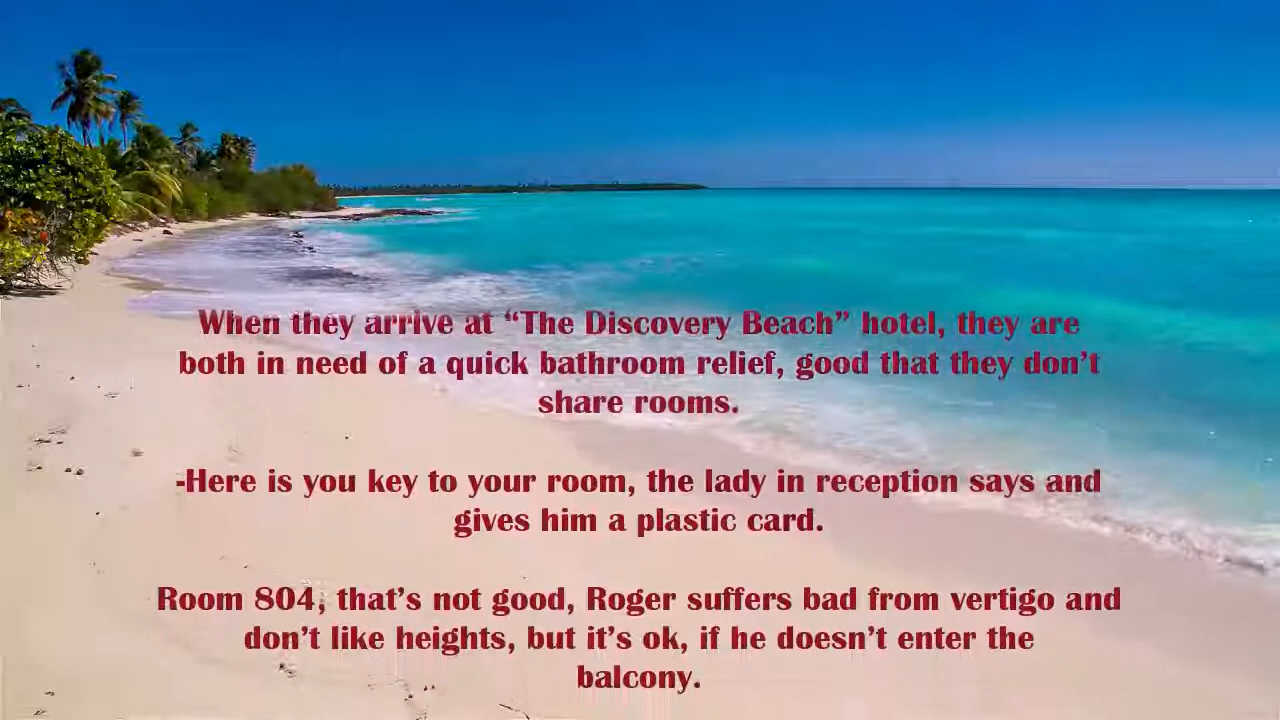 When they arrive at “The Discovery Beach” hotel, they are
both in need of a quick bathroom relief, good that they don’t
share rooms.
-Here is you key to your room, the lady in reception says and
gives him a plastic card.
Room 804, that’s not good, Roger suffers bad from vertigo and
don’t like heights, but it’s ok, if he doesn’t enter the
balcony.